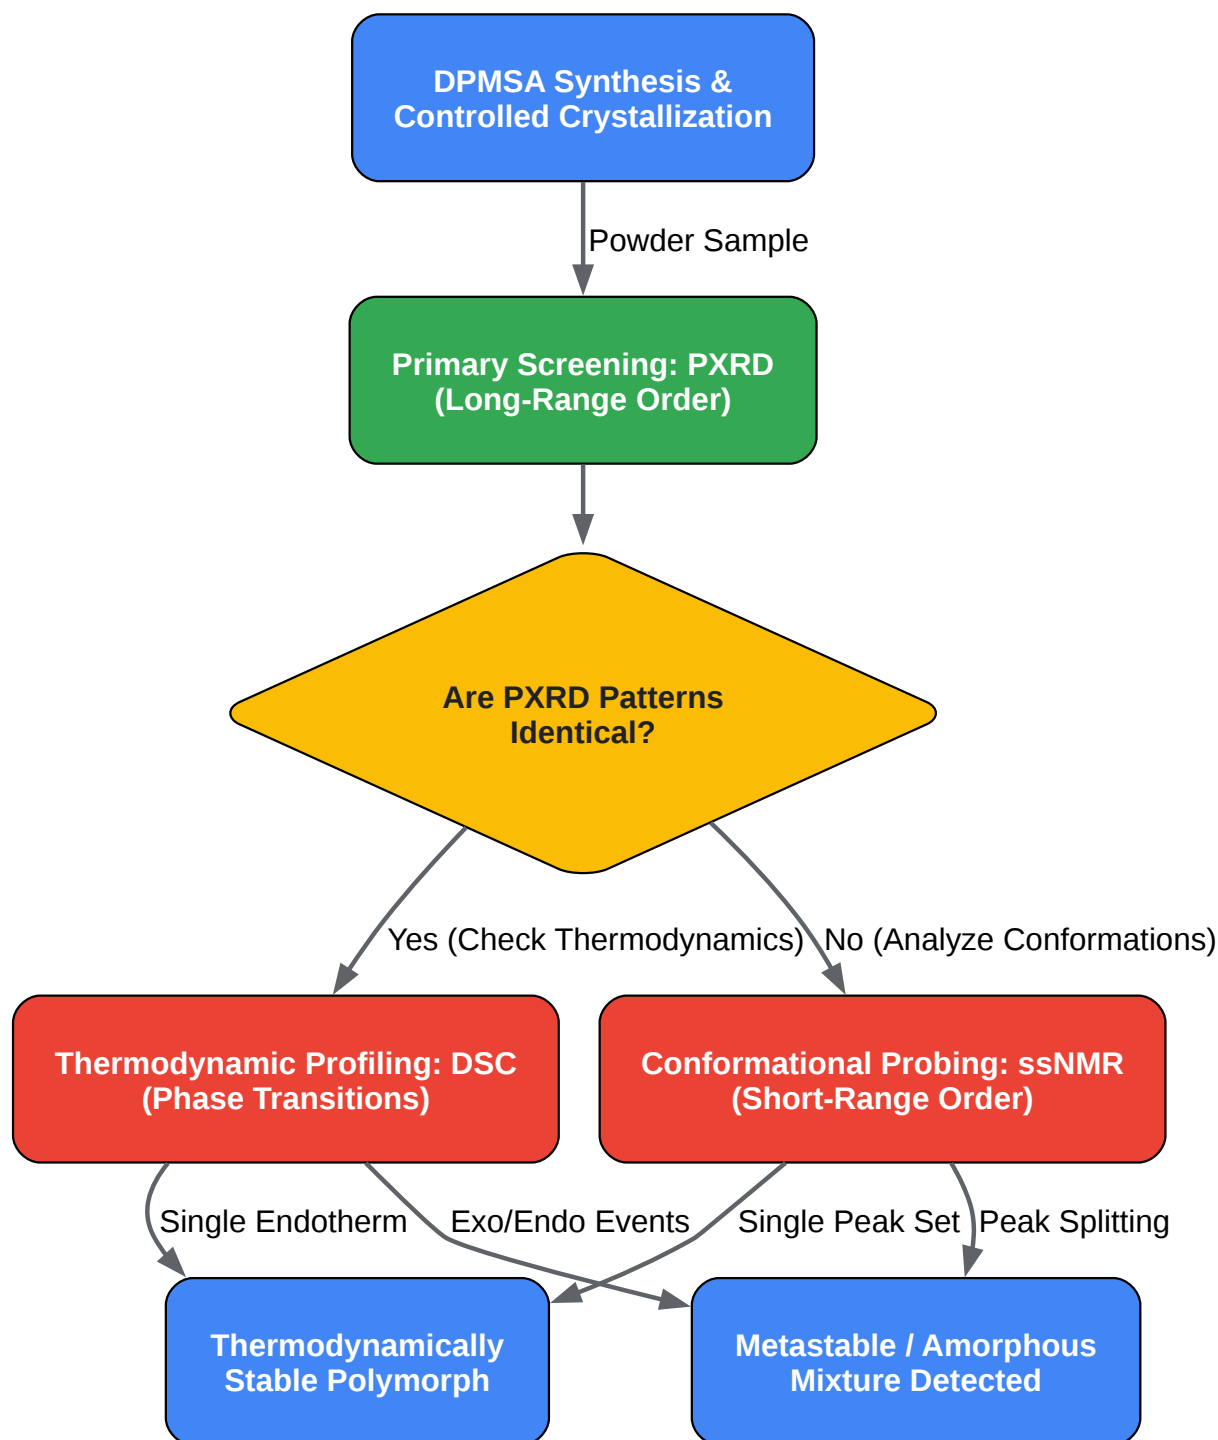 DPMSA Synthesis &
Controlled Crystallization
Powder Sample
Primary Screening: PXRD
(Long-Range Order)
Are PXRD Patterns
Identical?
Yes (Check Thermodynamics)
No (Analyze Conformations)
Thermodynamic Profiling: DSC
(Phase Transitions)
Conformational Probing: ssNMR
(Short-Range Order)
Single Endotherm
Exo/Endo Events
Single Peak Set
Peak Splitting
Thermodynamically
Stable Polymorph
Metastable / Amorphous
Mixture Detected